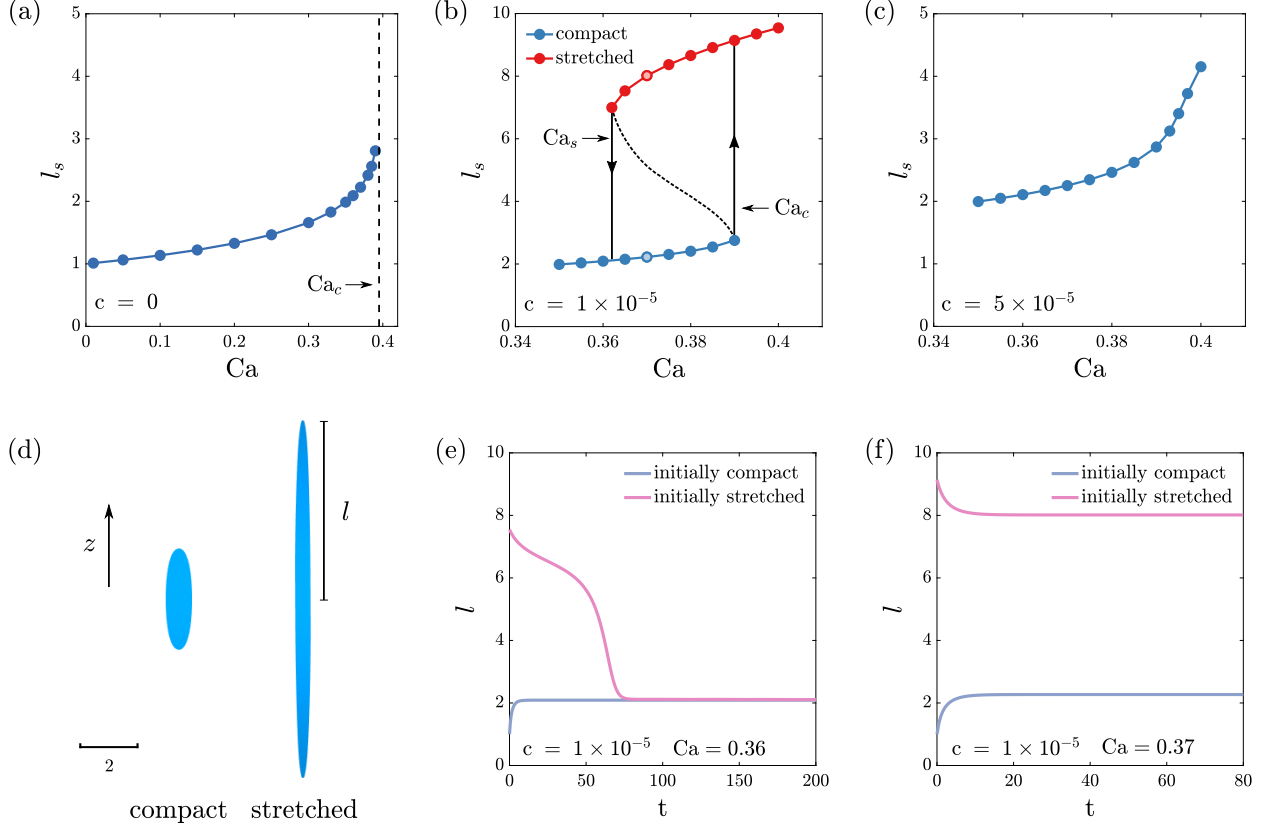 (a)
5
4
3
2
1
0
l_s
0 0.1 0.2 0.3 0.4
Ca
Ca_c
c = 0
(b)
10
8
6
4
2
0
l_s
0.34 0.36 0.38 0.4
Ca
compact
stretched
Ca_s
Ca_c
c = 1 × 10⁻⁵
(c)
5
4
3
2
1
0
l_s
0.34 0.36 0.38 0.4
Ca
c = 5 × 10⁻⁵
(d)
z
l
2
compact stretched
(e)
10
8
6
4
2
0
l
0 50 100 150 200
t
initially compact
initially stretched
c = 1 × 10⁻⁵ Ca = 0.36
(f)
10
8
6
4
2
0
l
0 20 40 60 80
t
initially compact
initially stretched
c = 1 × 10⁻⁵ Ca = 0.37